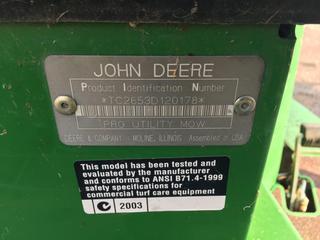 JOHN DEERE
Product Identification Number
*TC2653D120178*
PRO UTILITY MOW
DEERE & COMPANY - MOLINE, ILLINOIS Assembled in USA
This model has been tested and
evaluated by the manufacturer
and conforms to ANSI B71.4-1999
safety specifications for
commercial turf care equipment
2003